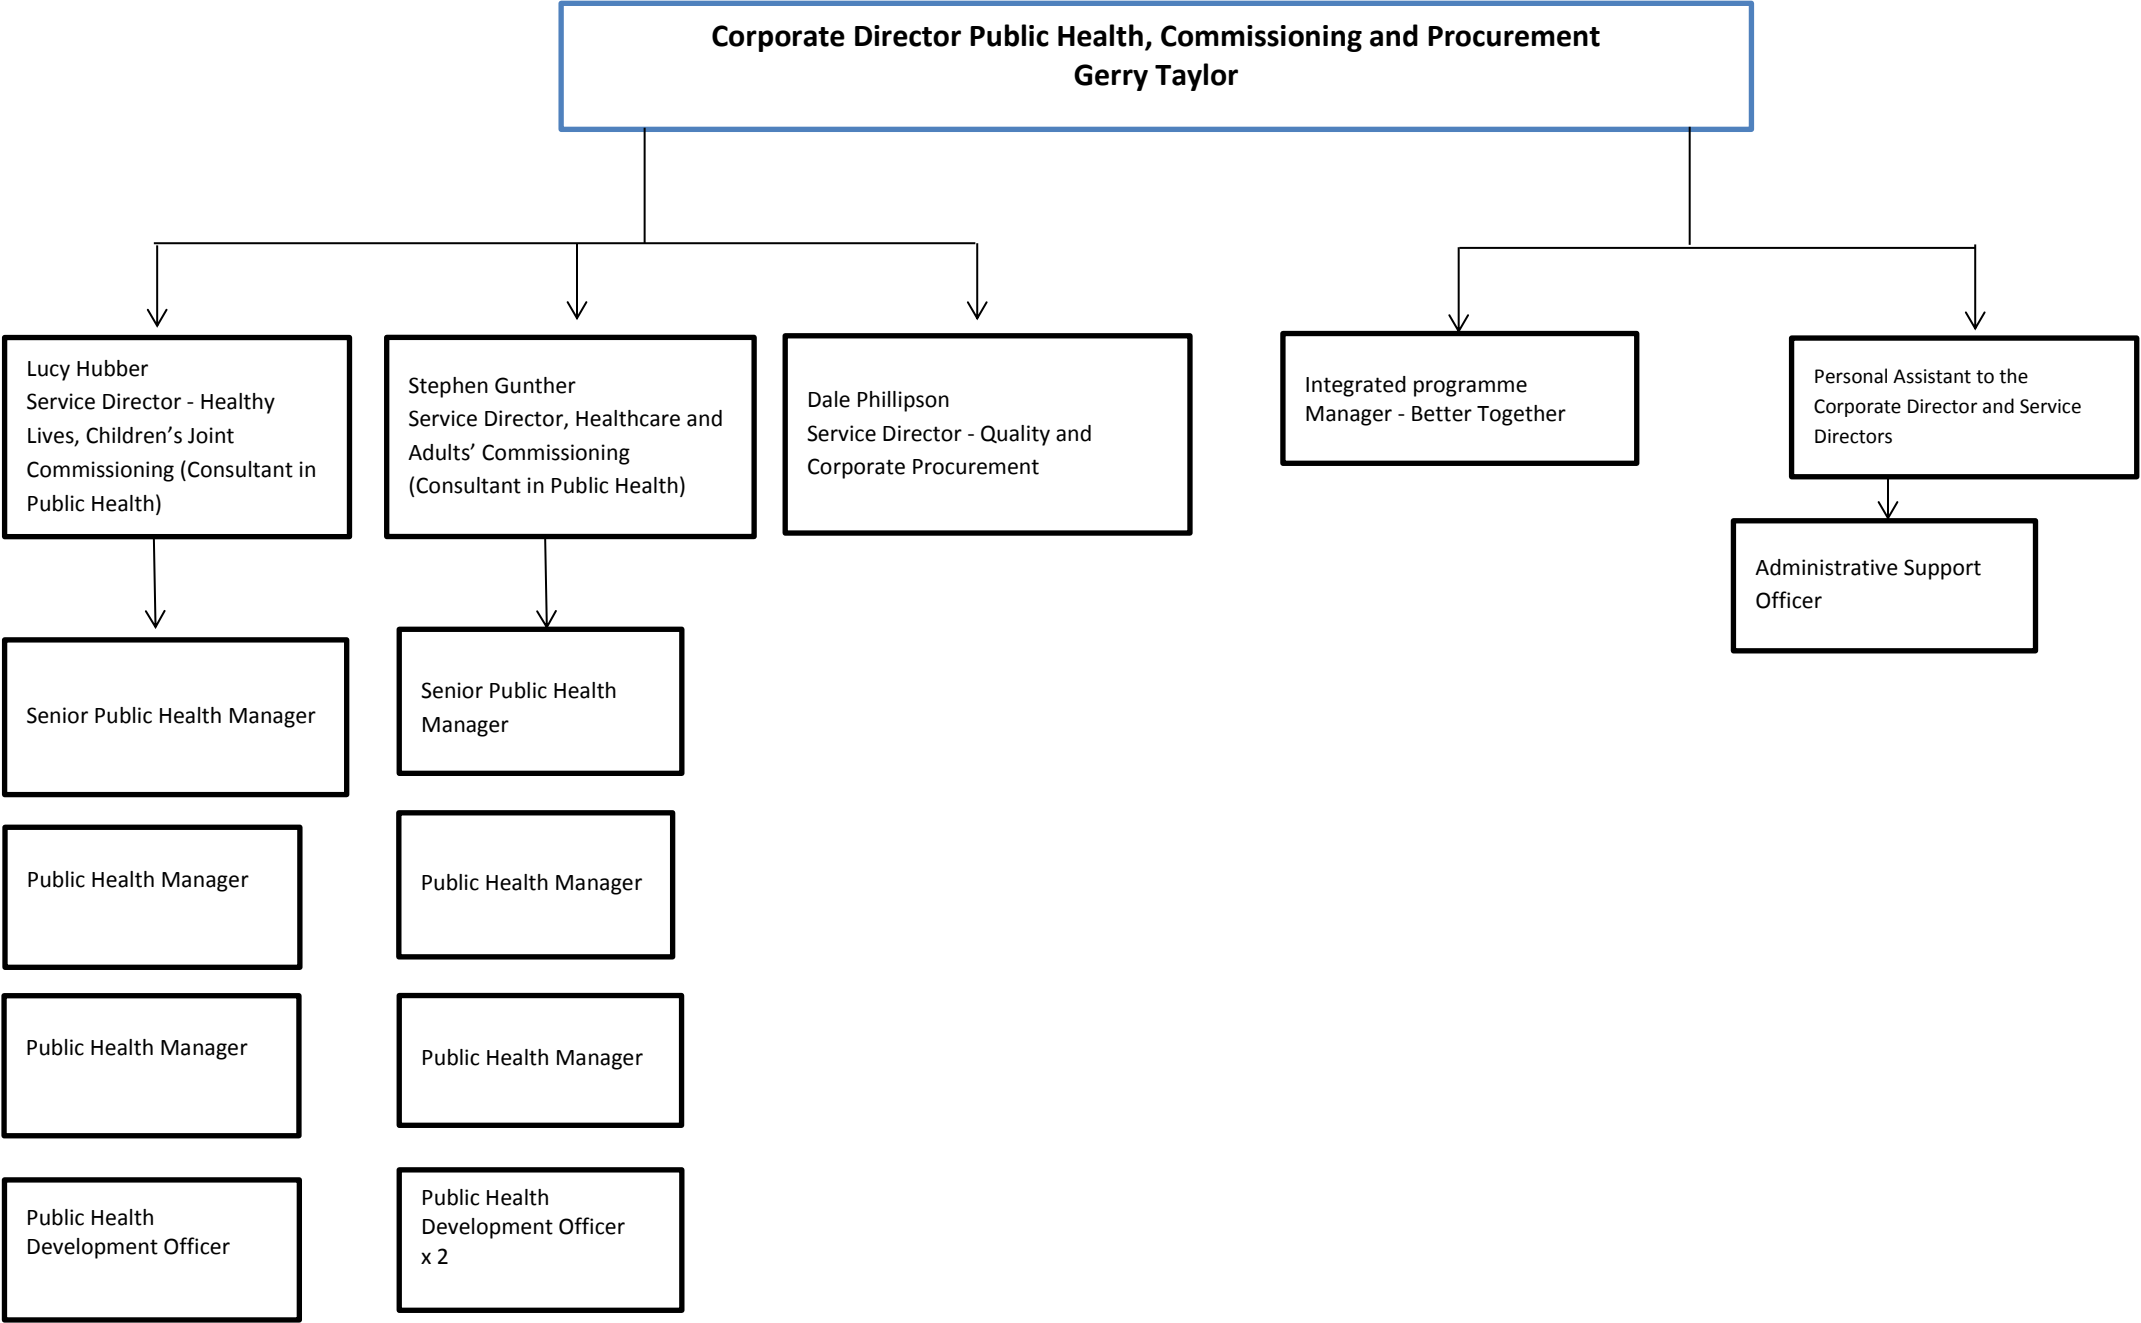 Corporate Director Public Health, Commissioning and Procurement
Gerry Taylor
Lucy Hubber
Service Director - Healthy
Lives, Children’s Joint
Commissioning (Consultant in
Public Health)
Stephen Gunther
Service Director, Healthcare and
Adults’ Commissioning
(Consultant in Public Health)
Dale Phillipson
Service Director - Quality and
Corporate Procurement
Integrated programme
Manager - Better Together
Personal Assistant to the
Corporate Director and Service
Directors
Administrative Support
Officer
Senior Public Health Manager
Senior Public Health
Manager
Public Health Manager
Public Health Manager
Public Health Manager
Public Health Manager
Public Health
Development Officer
Public Health
Development Officer
x 2